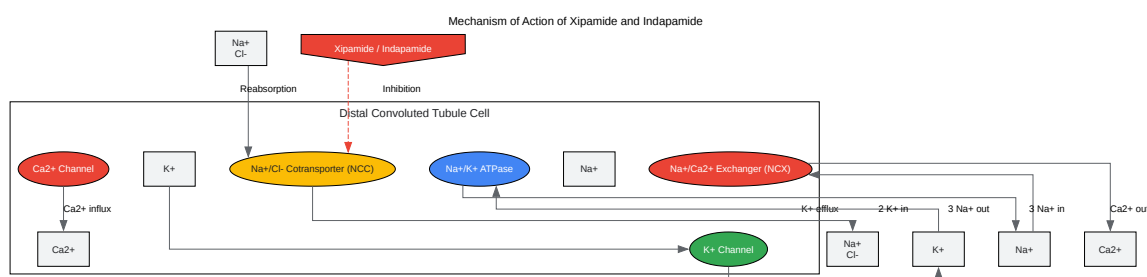 Mechanism of Action of Xipamide and Indapamide
Na+
Cl-
Xipamide / Indapamide
Reabsorption
Inhibition
Distal Convoluted Tubule Cell
Ca2+ Channel
K+
Na+/Cl- Cotransporter (NCC)
Na+/K+ ATPase
Na+
Na+/Ca2+ Exchanger (NCX)
Ca2+ influx
K+ efflux
2 K+ in
3 Na+ out
3 Na+ in
Ca2+ out
Ca2+
K+ Channel
Na+
Cl-
K+
Na+
Ca2+